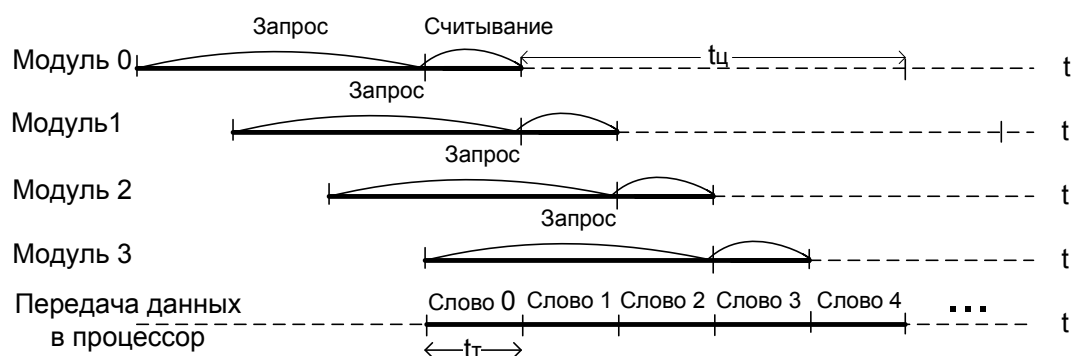 Запрос Считывание
Модуль 0 tц t
Запрос
Модуль1 t
Запрос
Модуль 2 t
Запрос
Модуль 3 t
Передача данных
в процессор
Слово 0 Слово 1 Слово 2 Слово 3 Слово 4 ...
t
tТ